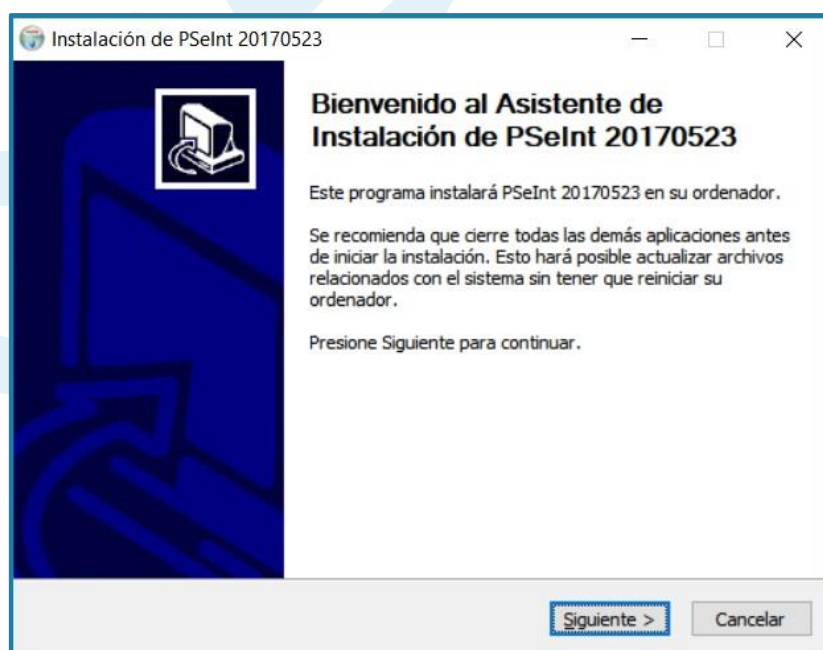 Instalación de PSeInt 20170523
Bienvenido al Asistente de
Instalación de PSeInt 20170523
Este programa instalará PSeInt 20170523 en su ordenador.
Se recomienda que cierre todas las demás aplicaciones antes
de iniciar la instalación. Esto hará posible actualizar archivos
relacionados con el sistema sin tener que reiniciar su
ordenador.
Presione Siguiente para continuar.
Siguiente >
Cancelar